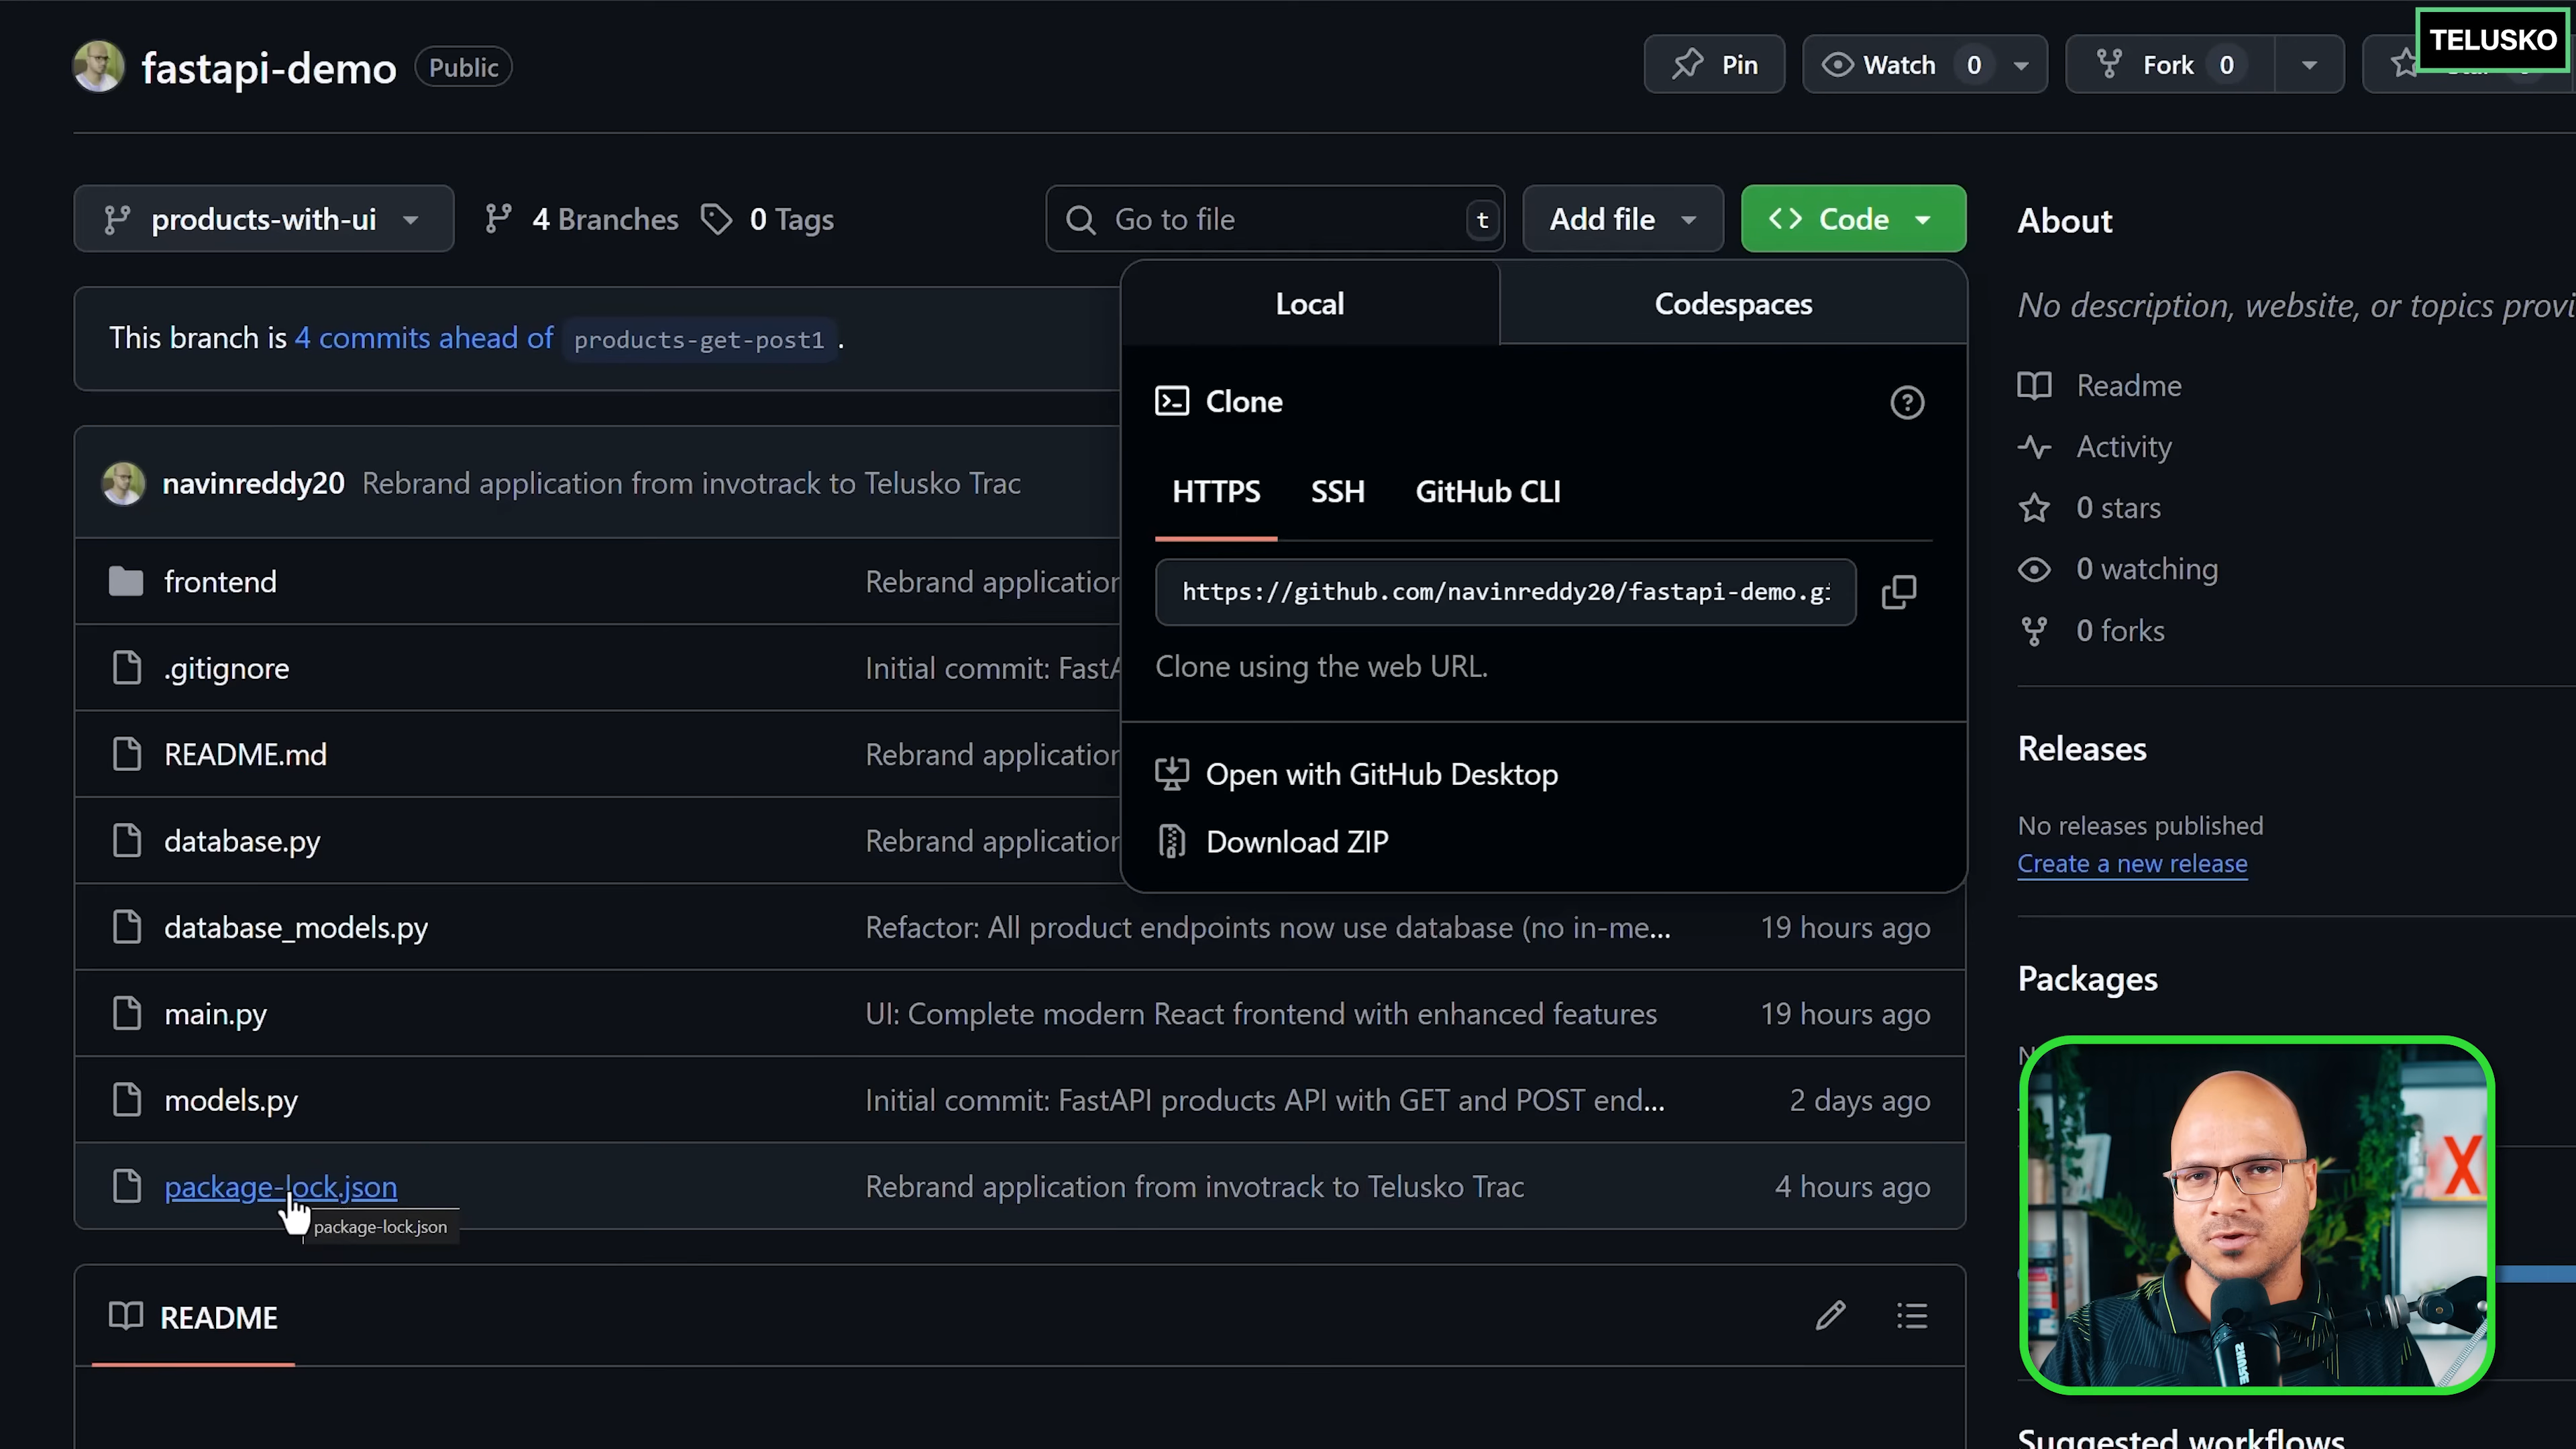 fastapi-demo Public
Pin
Watch 0
Fork 0
TELUSKO
products-with-ui
4 Branches
0 Tags
Go to file t
Add file
Code
About
This branch is 4 commits ahead of products-get-post1 .
Local
Codespaces
No description, website, or topics provi
Clone
HTTPS SSH GitHub CLI
https://github.com/navinreddy20/fastapi-demo.gi
Clone using the web URL.
Open with GitHub Desktop
Download ZIP
Readme
Activity
0 stars
0 watching
0 forks
navinreddy20 Rebrand application from invotrack to Telusko Trac
frontend Rebrand application
.gitignore Initial commit: FastA
README.md Rebrand application
database.py Rebrand application
database_models.py Refactor: All product endpoints now use database (no in-me... 19 hours ago
main.py UI: Complete modern React frontend with enhanced features 19 hours ago
models.py Initial commit: FastAPI products API with GET and POST end... 2 days ago
package-lock.json Rebrand application from invotrack to Telusko Trac 4 hours ago
package-lock.json
Releases
No releases published
Create a new release
Packages
X
README
Suggested workflows